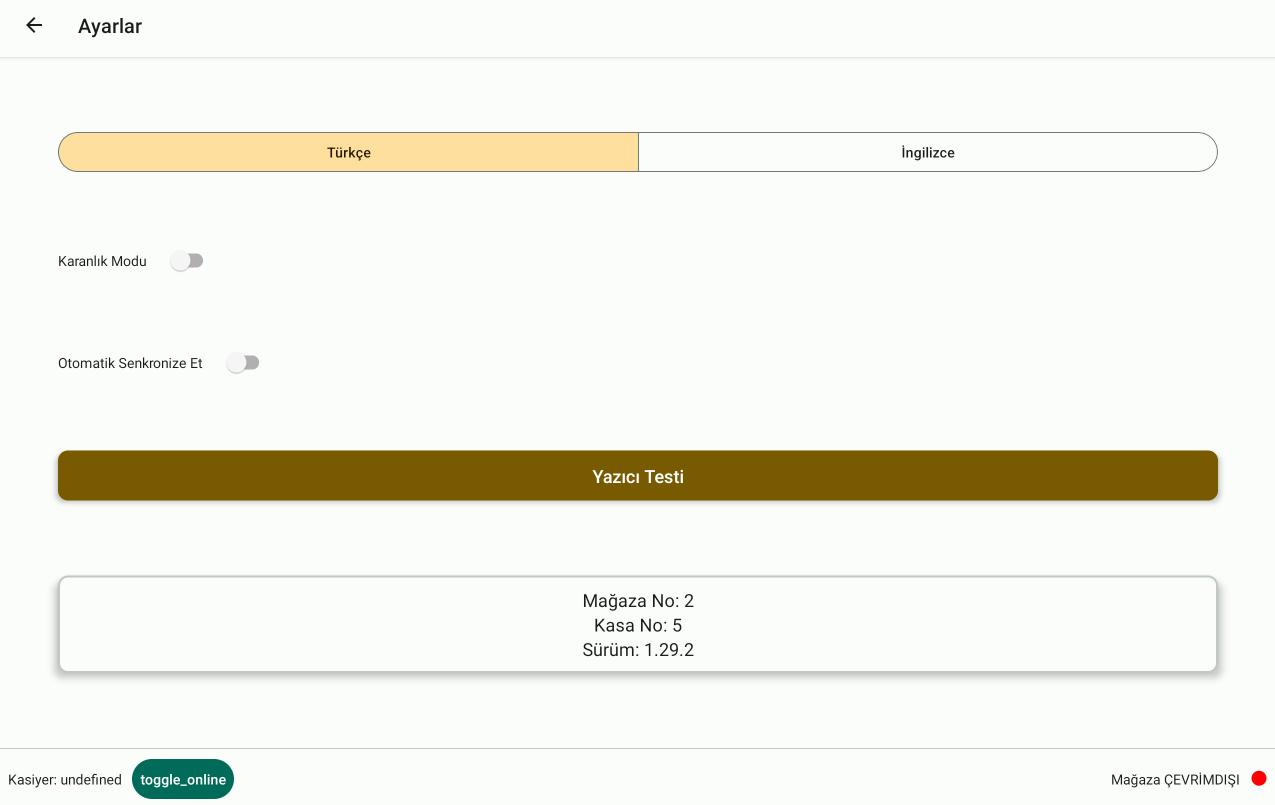 Ayarlar
Türkçe
İngilizce
Karanlık Modu
Otomatik Senkronize Et
Yazıcı Testi
Mağaza No: 2
Kasa No: 5
Sürüm: 1.29.2
Kasiyer: undefined
toggle_online
Mağaza ÇEVRİMDIŞI